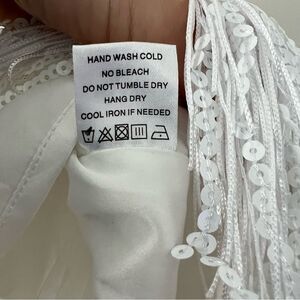 HAND WASH COLD
NO BLEACH
DO NOT TUMBLE DRY
HANG DRY
COOL IRON IF NEEDED